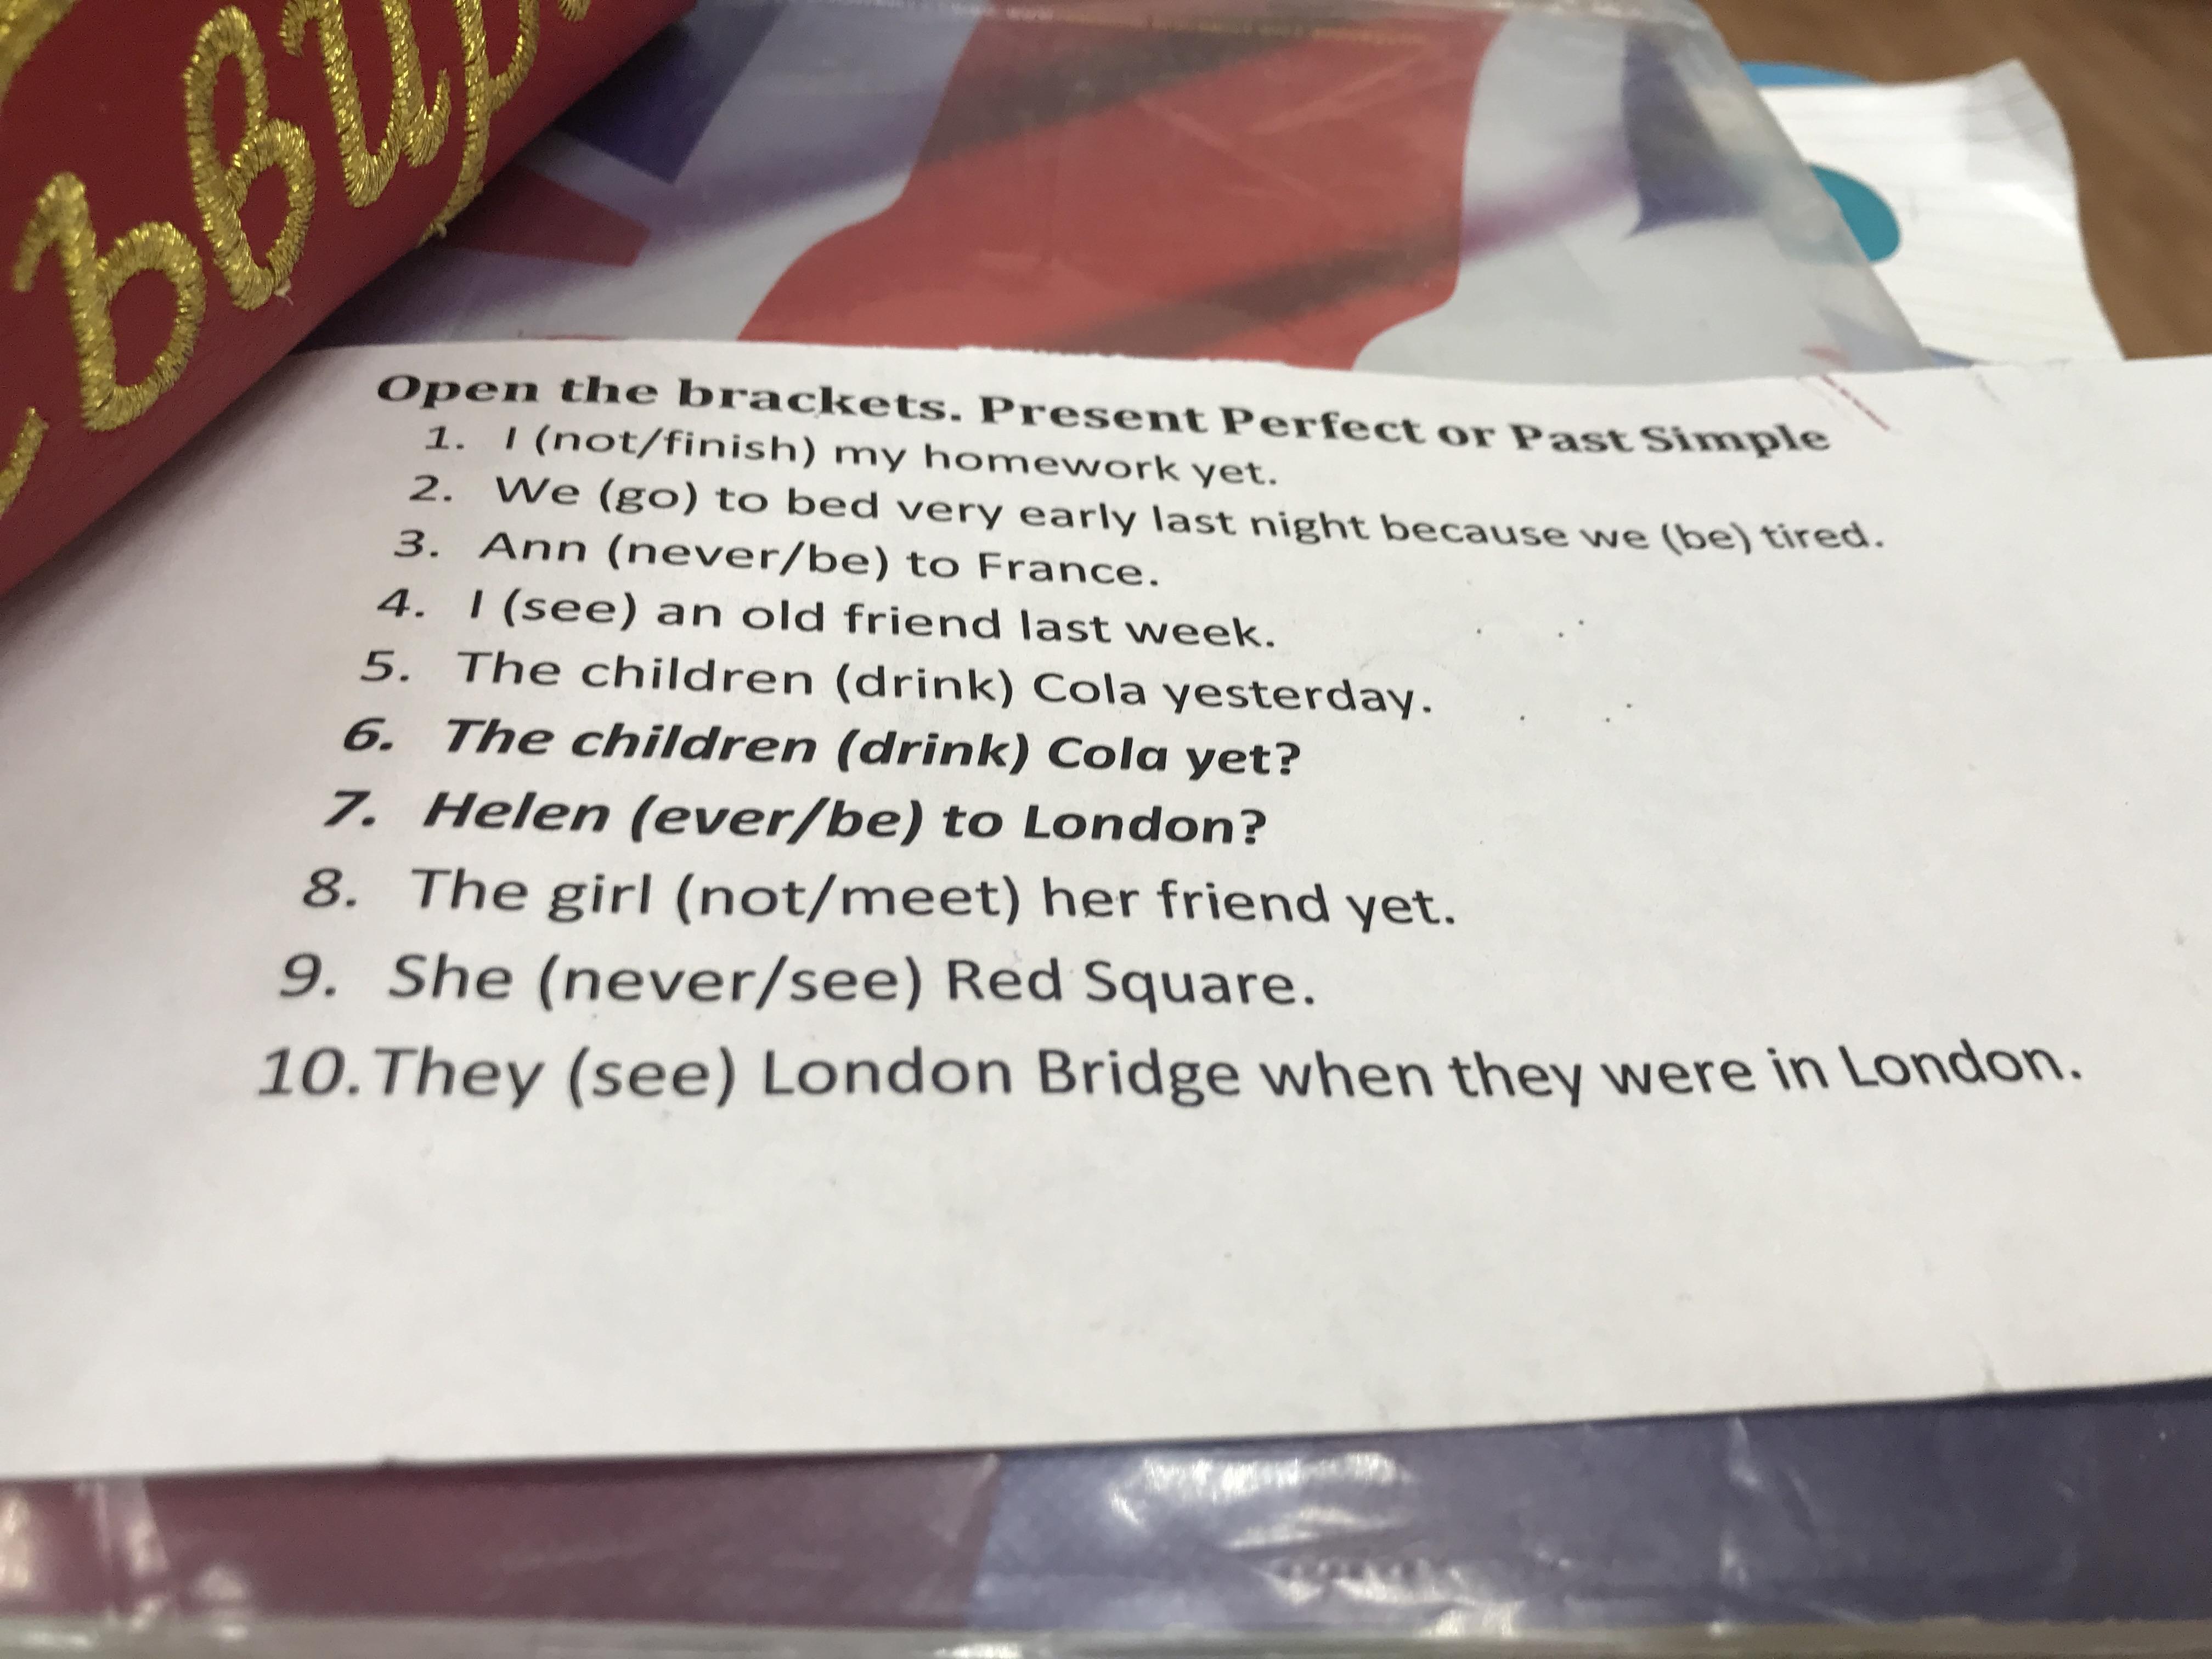 Open the brackets. Present Perfect or Past Simple
1. I (not/finish) my homework yet.
2. We (go) to bed very early last night because we (be) tired.
3. Ann (never/be) to France.
4. I (see) an old friend last week.
5. The children (drink) Cola yesterday.
6. The children (drink) Cola yet?
7. Helen (ever/be) to London?
8. The girl (not/meet) her friend yet.
9. She (never/see) Red Square.
10. They (see) London Bridge when they were in London.